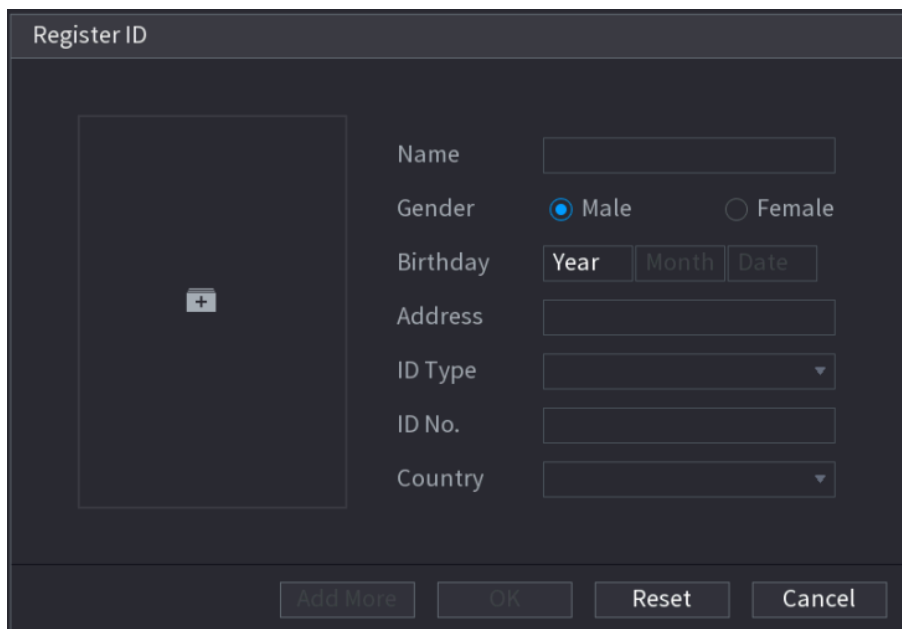 Register ID
Name
Gender Male Female
Birthday Year Month Date
Address
ID Type
ID No.
Country
Add More OK Reset Cancel